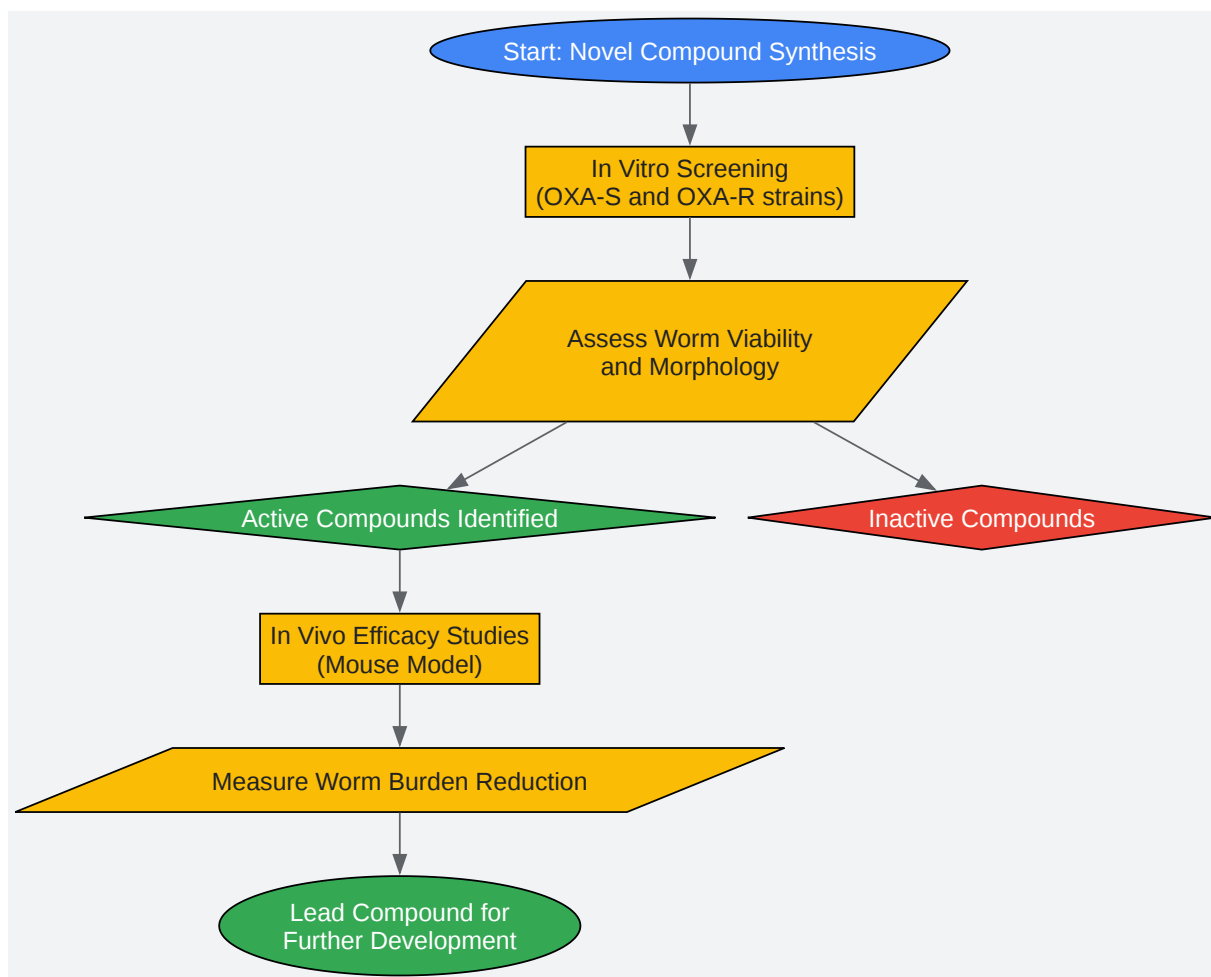 Start: Novel Compound Synthesis
In Vitro Screening
(OXA-S and OXA-R strains)
Assess Worm Viability
and Morphology
Active Compounds Identified
Inactive Compounds
In Vivo Efficacy Studies
(Mouse Model)
Measure Worm Burden Reduction
Lead Compound for
Further Development